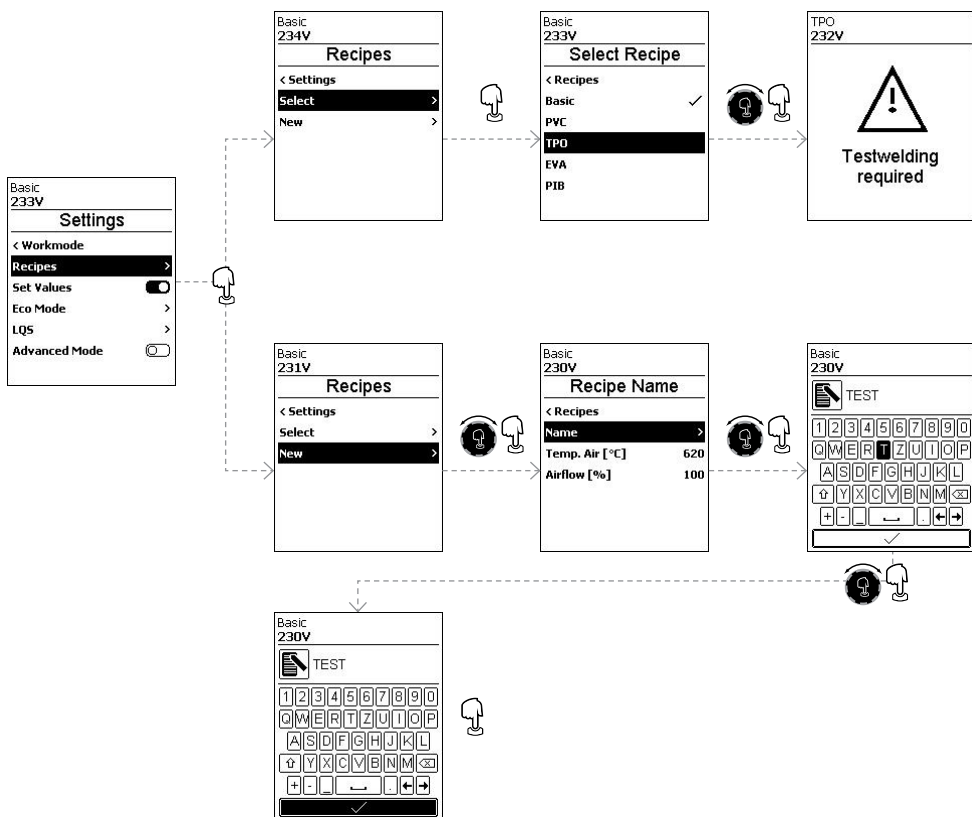 Basic
234V
Recipes
< Settings
Select >
New >
Basic
233V
Select Recipe
< Recipes
Basic ✓
PVC
TPO
EVA
PIB
TPO
232V
Testwelding
required
Basic
233V
Settings
< Workmode
Recipes >
Set Values
Eco Mode >
LQS >
Advanced Mode
Basic
231V
Recipes
< Settings
Select >
New >
Basic
230V
Recipe Name
< Recipes
Name >
Temp. Air [°C] 620
Airflow [%] 100
Basic
230V
TEST
1 2 3 4 5 6 7 8 9 0
Q W E R T Z U I O P
A S D F G H J K L
⇧ Y X C V B N M ⌫
+ - _ ⎵ . ← →
✓
Basic
230V
TEST
1 2 3 4 5 6 7 8 9 0
Q W E R T Z U I O P
A S D F G H J K L
⇧ Y X C V B N M ⌫
+ - _ ⎵ . ← →
✓